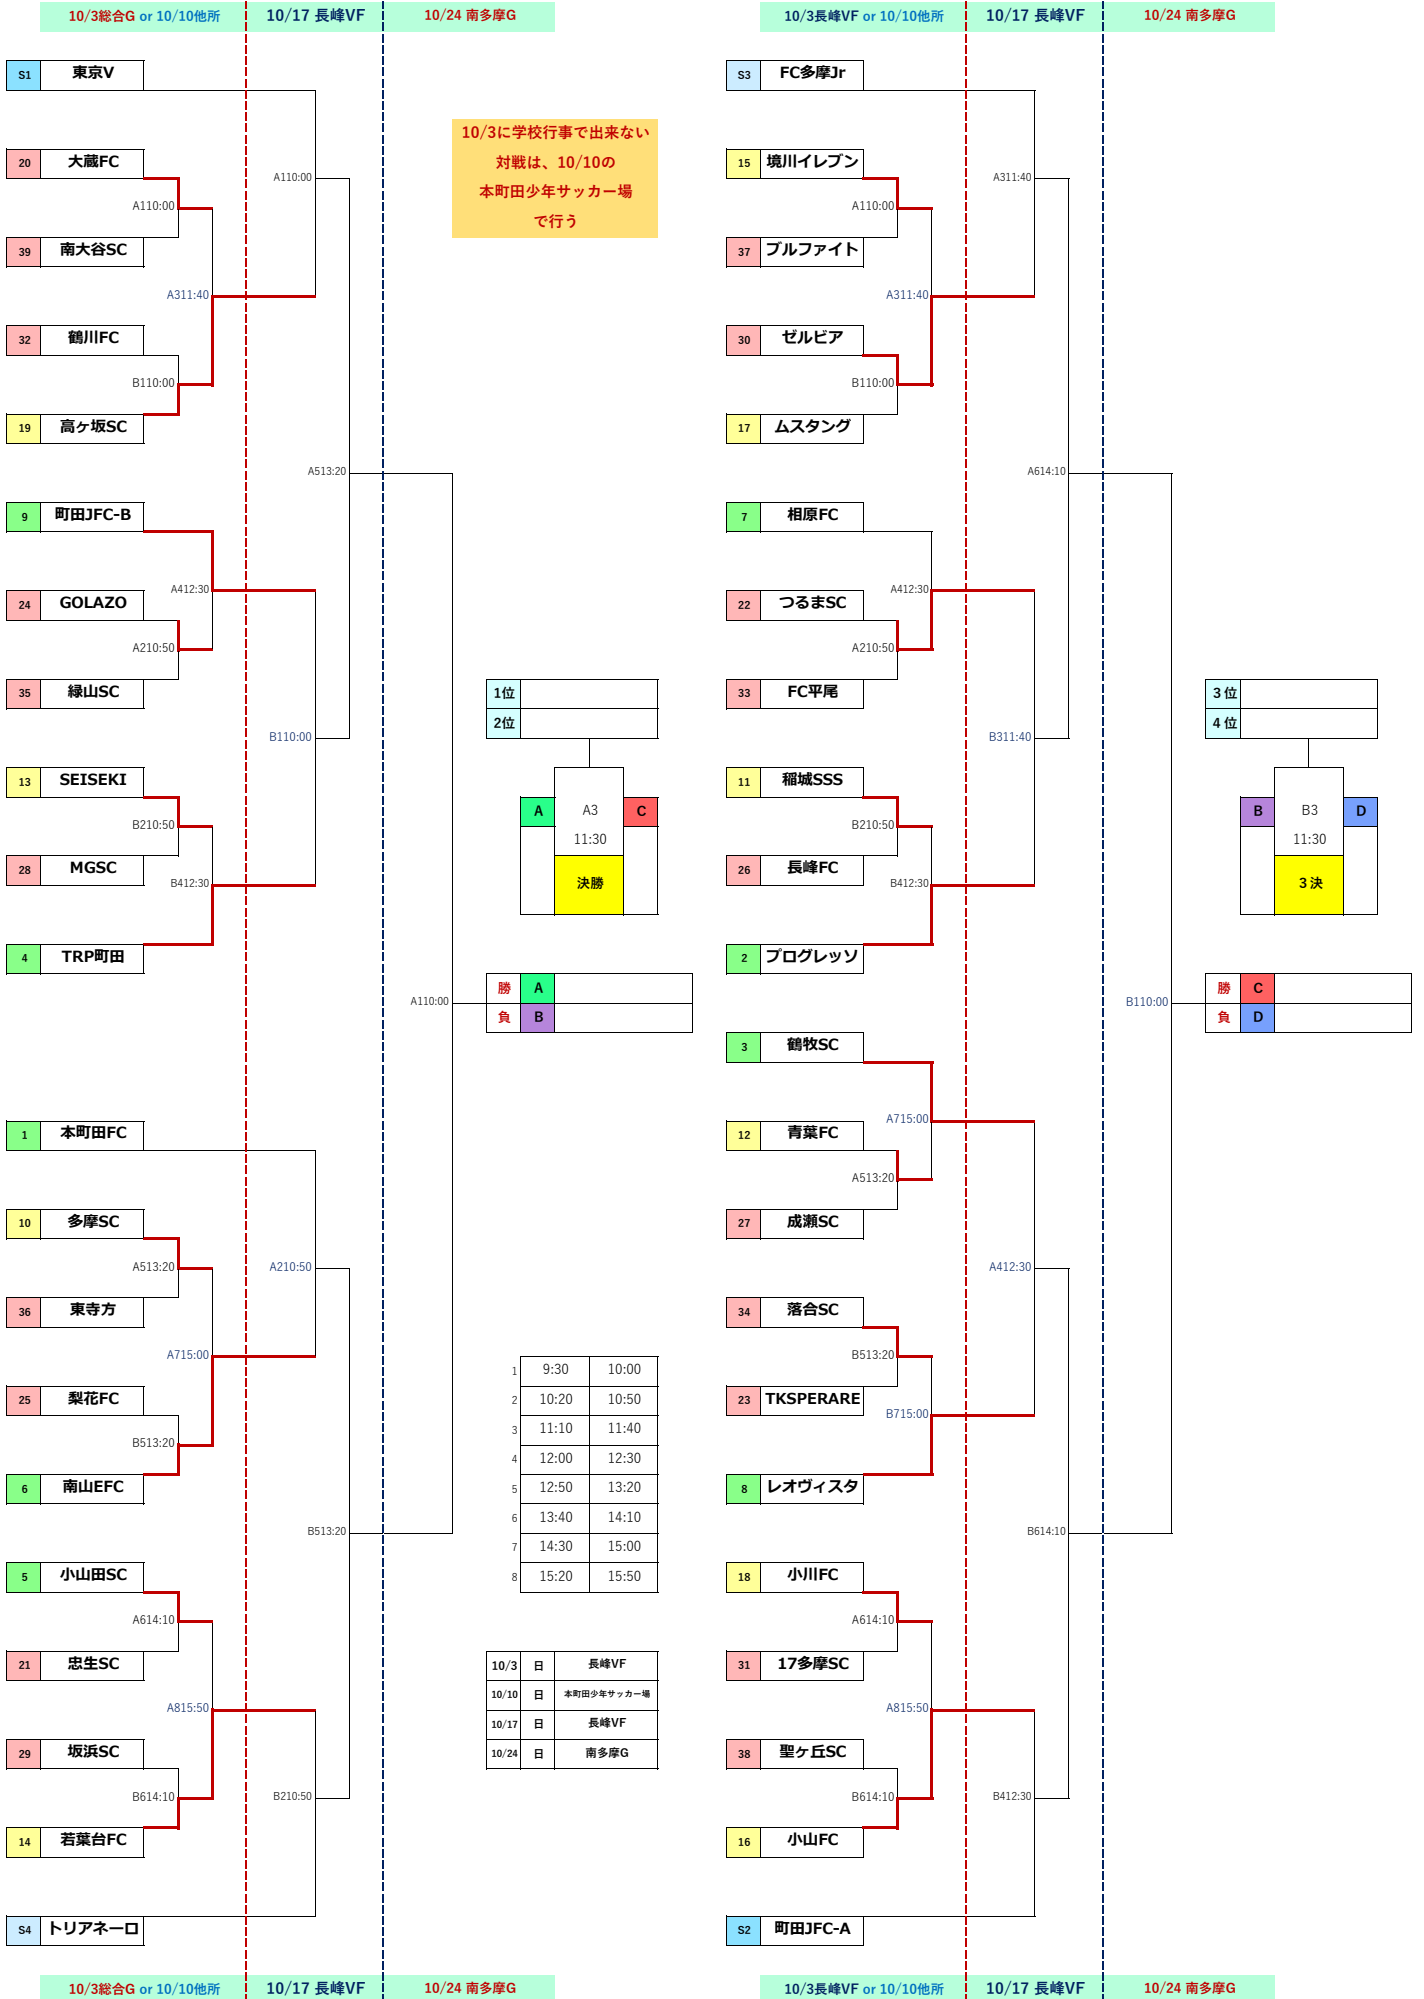 10/3総合G or 10/10他所 10/17 長峰VF 10/24 南多摩G
S1 東京V
20 大蔵FC
A110:00
A110:00
39 南大谷SC
A311:40
32 鶴川FC
B110:00
19 高ヶ坂SC
A513:20
9 町田JFC-B
A412:30
24 GOLAZO
A210:50
35 緑山SC
B110:00
13 SEISEKI
B210:50
28 MGSC
B412:30
4 TRP町田
A110:00
1 本町田FC
10 多摩SC
A513:20
A210:50
36 東寺方
A715:00
25 梨花FC
B513:20
6 南山EFC
B513:20
5 小山田SC
A614:10
21 忠生SC
A815:50
29 坂浜SC
B614:10
B210:50
14 若葉台FC
S4 トリアネーロ
10/3総合G or 10/10他所 10/17 長峰VF 10/24 南多摩G
10/3に学校行事で出来ない
対戦は、10/10の
本町田少年サッカー場
で行う
1位
2位
A A3 C
11:30
決勝
勝 A
負 B
1 9:30 10:00
2 10:20 10:50
3 11:10 11:40
4 12:00 12:30
5 12:50 13:20
6 13:40 14:10
7 14:30 15:00
8 15:20 15:50
10/3 日 長峰VF
10/10 日 本町田少年サッカー場
10/17 日 長峰VF
10/24 日 南多摩G
10/3長峰VF or 10/10他所 10/17 長峰VF 10/24 南多摩G
S3 FC多摩Jr
15 境川イレブン
A311:40
A110:00
37 ブルファイト
A311:40
30 ゼルビア
B110:00
17 ムスタング
A614:10
7 相原FC
A412:30
22 つるまSC
A210:50
33 FC平尾
B311:40
11 稲城SSS
B210:50
26 長峰FC
B412:30
2 プログレッソ
B110:00
3 鶴牧SC
A715:00
12 青葉FC
A513:20
27 成瀬SC
A412:30
34 落合SC
B513:20
23 TKSPERARE
B715:00
8 レオヴィスタ
B614:10
18 小川FC
A614:10
31 17多摩SC
A815:50
38 聖ヶ丘SC
B614:10
B412:30
16 小山FC
S2 町田JFC-A
10/3長峰VF or 10/10他所 10/17 長峰VF 10/24 南多摩G
3位
4位
B B3 D
11:30
3決
勝 C
負 D